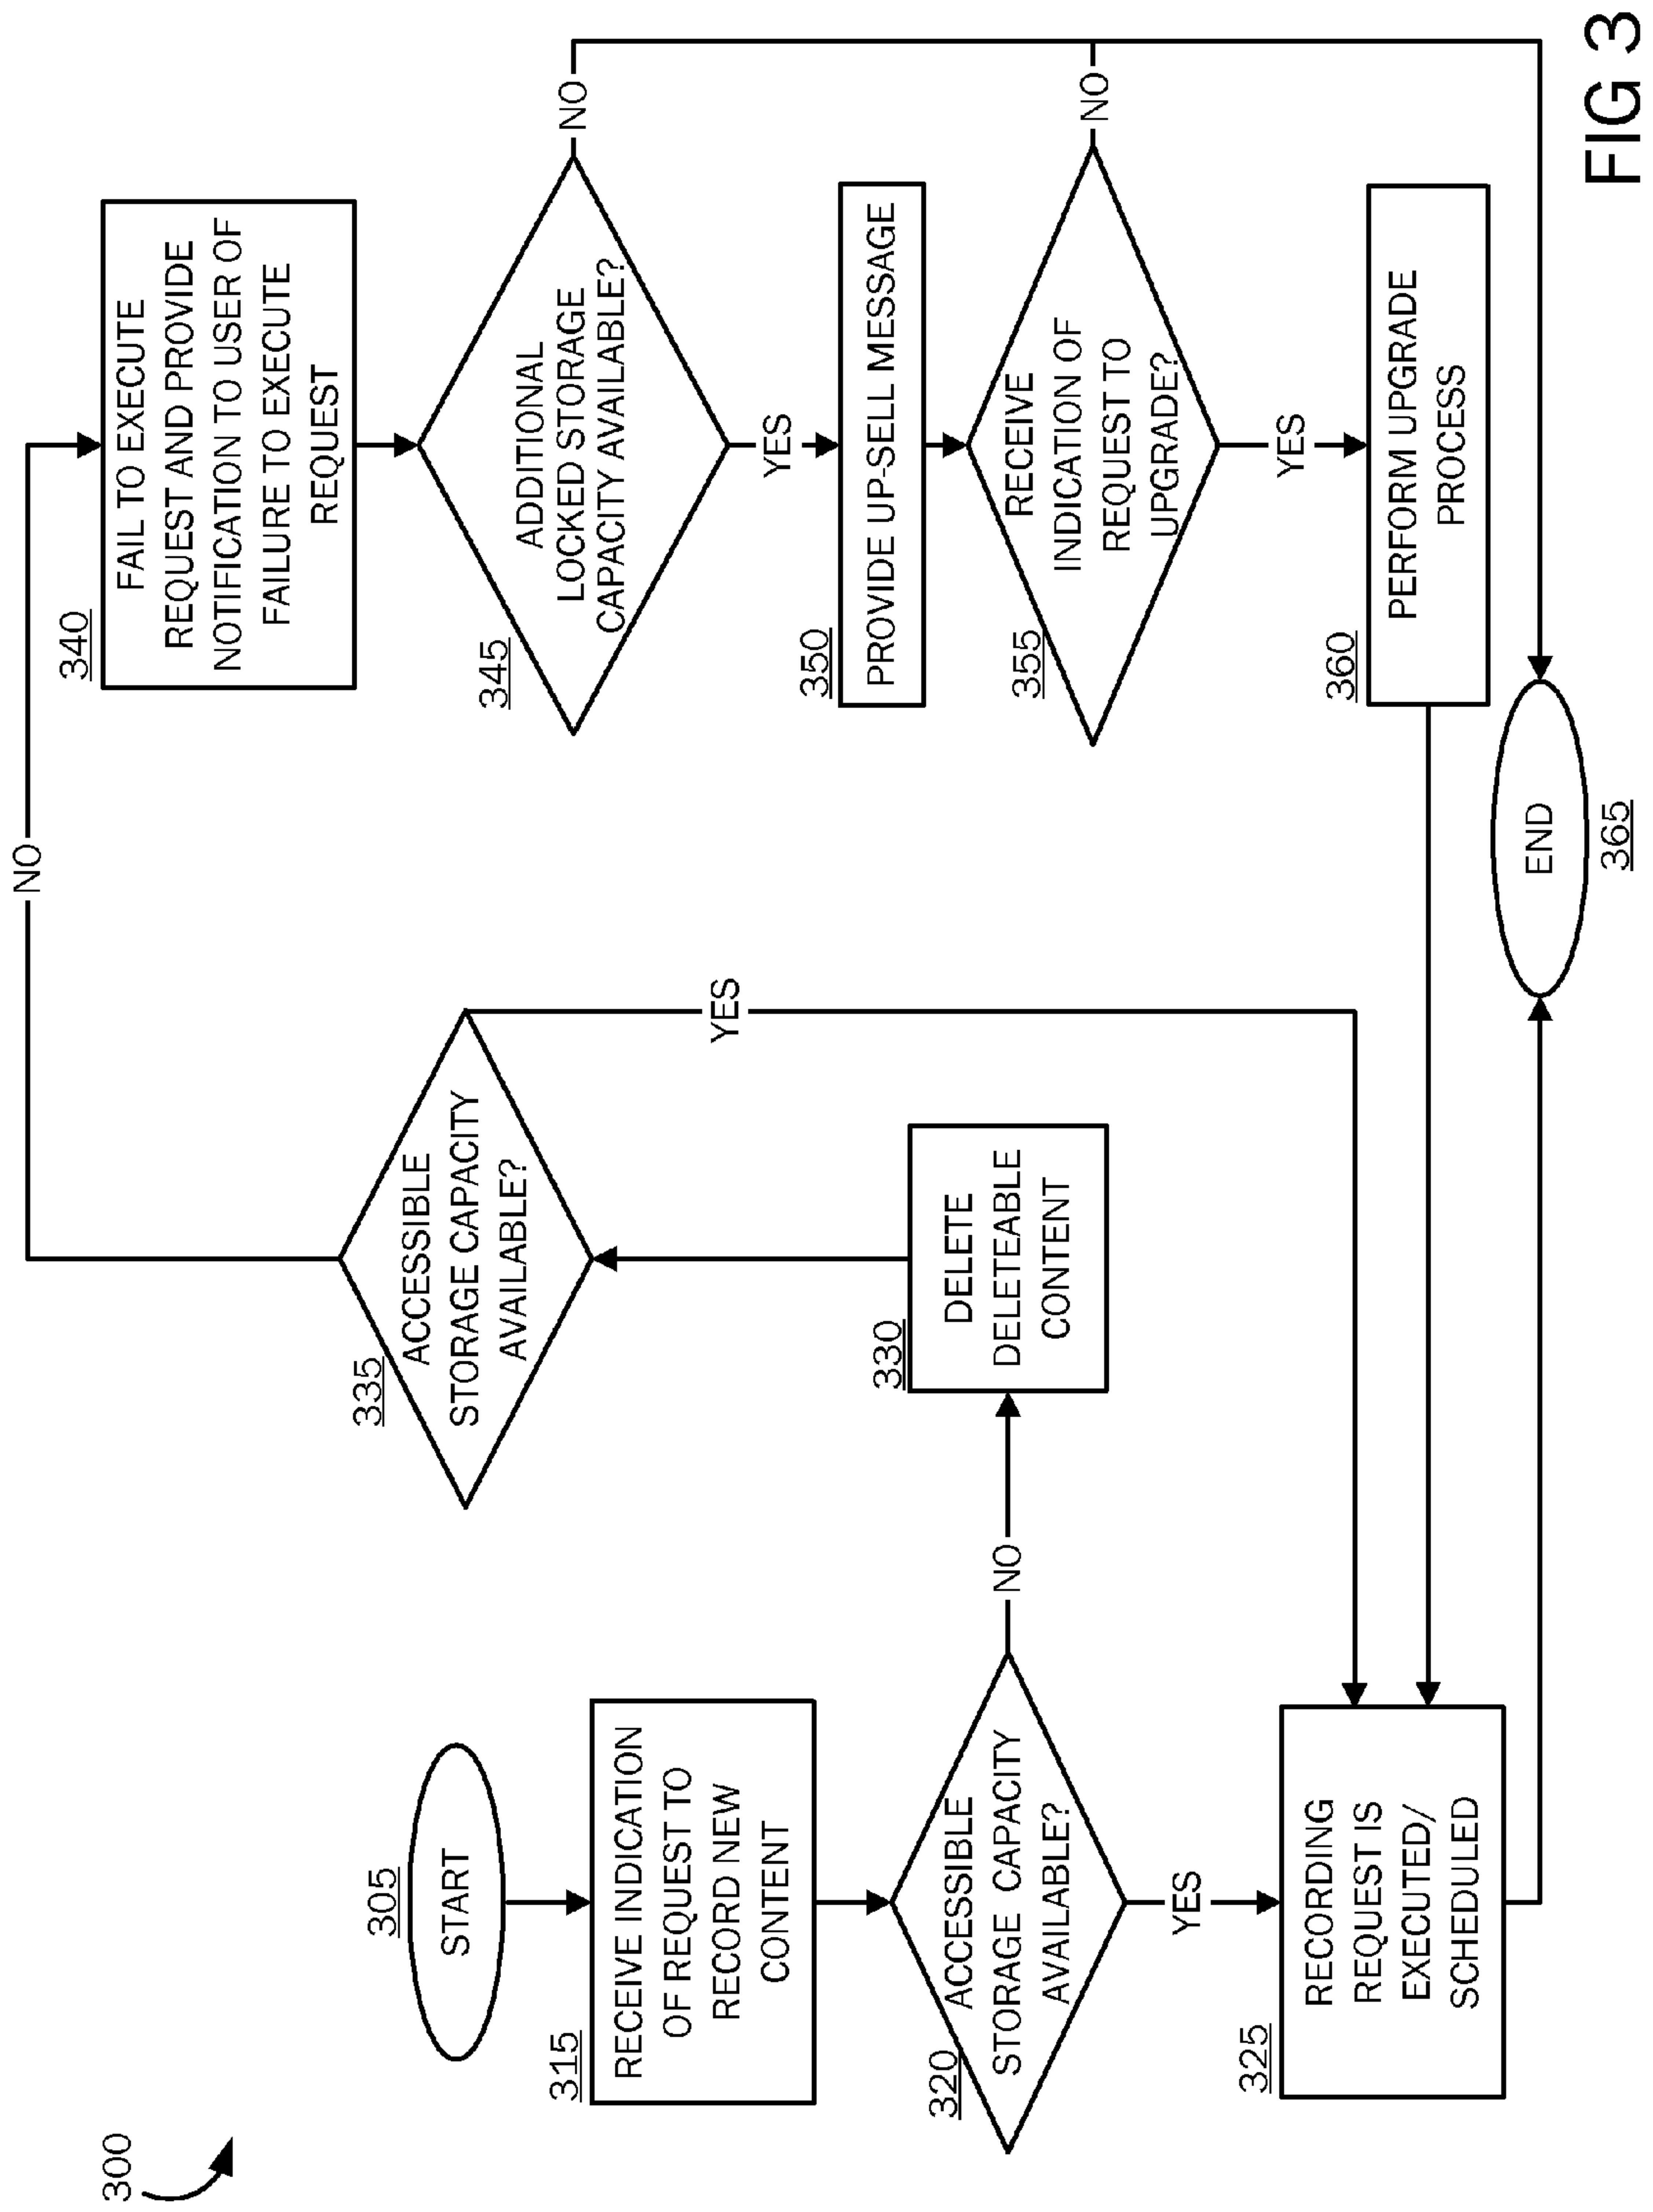 300
305
START
315
RECEIVE INDICATION
OF REQUEST TO
RECORD NEW
CONTENT
320
ACCESSIBLE
STORAGE CAPACITY
AVAILABLE?
YES
NO
325
RECORDING
REQUEST IS
EXECUTED/
SCHEDULED
330
DELETE
DELETEABLE
CONTENT
335
ACCESSIBLE
STORAGE CAPACITY
AVAILABLE?
YES
NO
340
FAIL TO EXECUTE
REQUEST AND PROVIDE
NOTIFICATION TO USER OF
FAILURE TO EXECUTE
REQUEST
345
ADDITIONAL
LOCKED STORAGE
CAPACITY AVAILABLE?
NO
YES
350
PROVIDE UP-SELL MESSAGE
355
RECEIVE
INDICATION OF
REQUEST TO
UPGRADE?
NO
YES
360
PERFORM UPGRADE
PROCESS
END
365
FIG 3